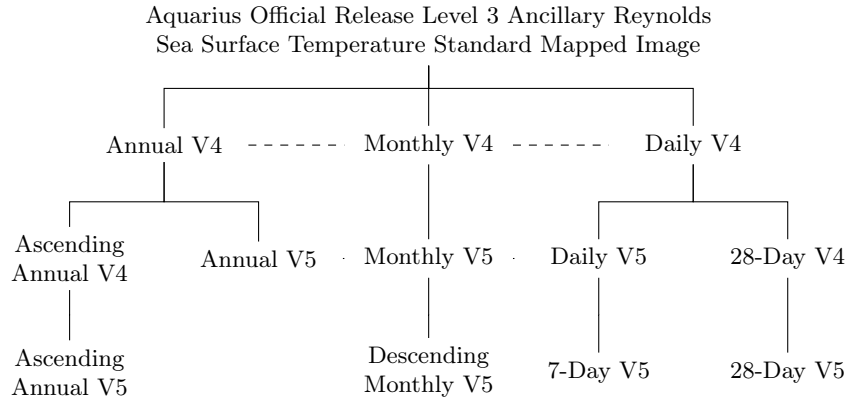 Aquarius Official Release Level 3 Ancillary Reynolds
Sea Surface Temperature Standard Mapped Image
Annual V4
Monthly V4
Daily V4
Ascending
Annual V4
Annual V5
Monthly V5
Daily V5
28-Day V4
Ascending
Annual V5
Descending
Monthly V5
7-Day V5
28-Day V5